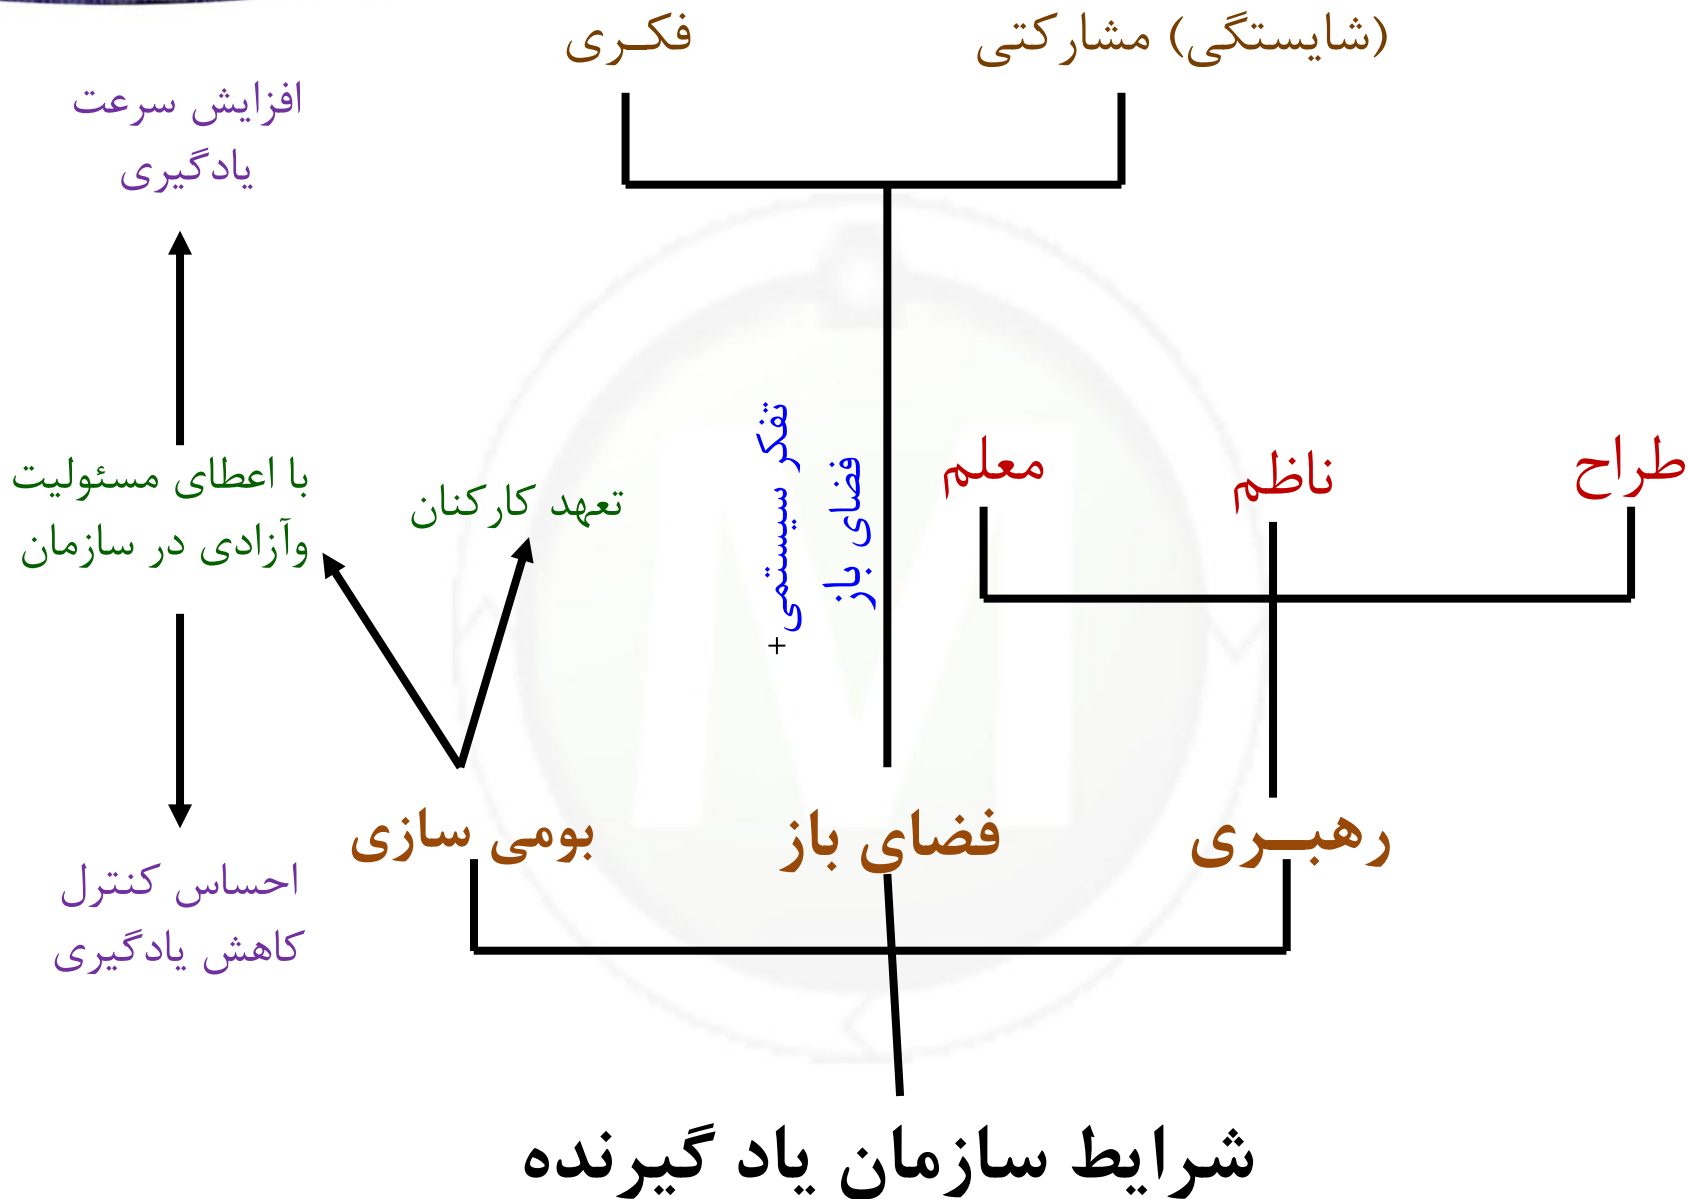 (شایستگی) مشارکتی
فکـری
افزایش سرعت
یادگیری
تفکر سیستمی+
فضای باز
طراح
ناظم
معلم
تعهد کارکنان
با اعطای مسئولیت
وآزادی در سازمان
رهبــری
فضای باز
بومی سازی
احساس کنترل
کاهش یادگیری
شرایط سازمان یاد گیرنده